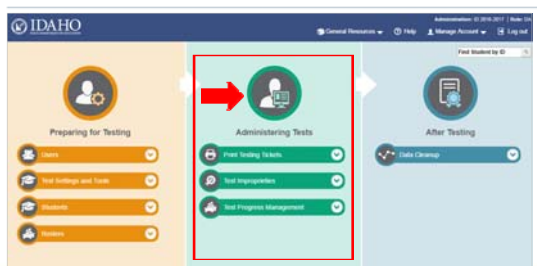 Administration: ID 2016-2017 | Role: DA
IDAHO
General Resources
Help
Manage Account
Log out
Find Student by ID
Preparing for Testing
Users
Test Settings and Tools
Students
Rosters
Administering Tests
Print Testing Tickets
Test Improprieties
Test Progress Management
After Testing
Data Cleanup